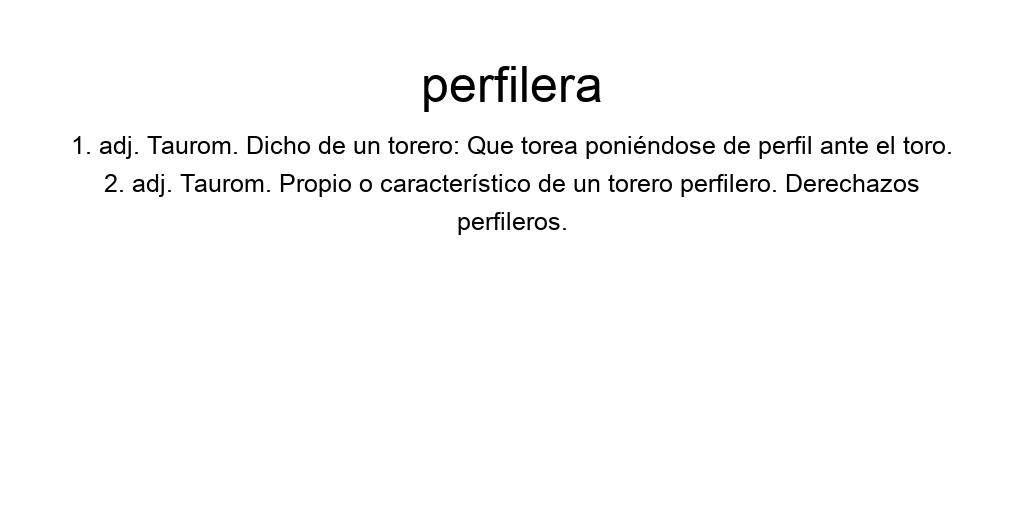 perfilera
1. adj. Taurom. Dicho de un torero: Que torea poniéndose de perfil ante el toro.
2. adj. Taurom. Propio o característico de un torero perfilero. Derechazos
perfileros.